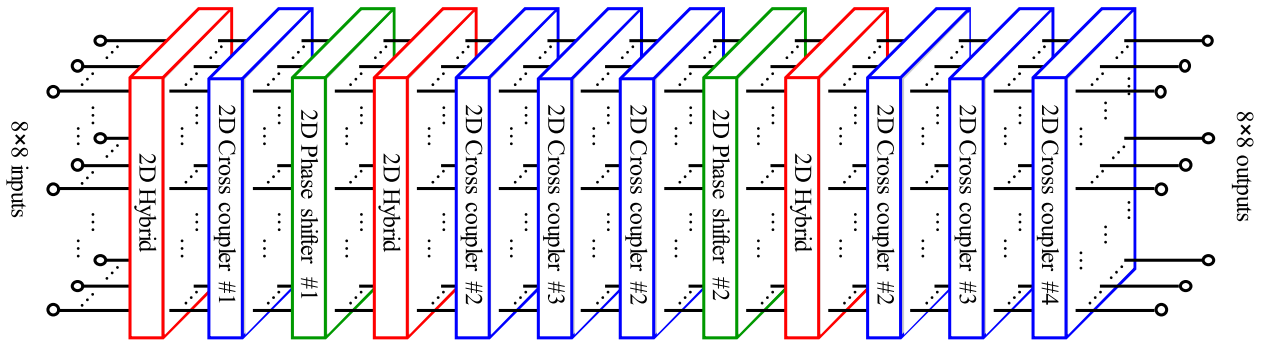 8×8 inputs
2D Hybrid
2D Cross coupler #1
2D Phase shifter #1
2D Hybrid
2D Cross coupler #2
2D Cross coupler #3
2D Cross coupler #2
2D Phase shifter #2
2D Hybrid
2D Cross coupler #2
2D Cross coupler #3
2D Cross coupler #4
8×8 outputs